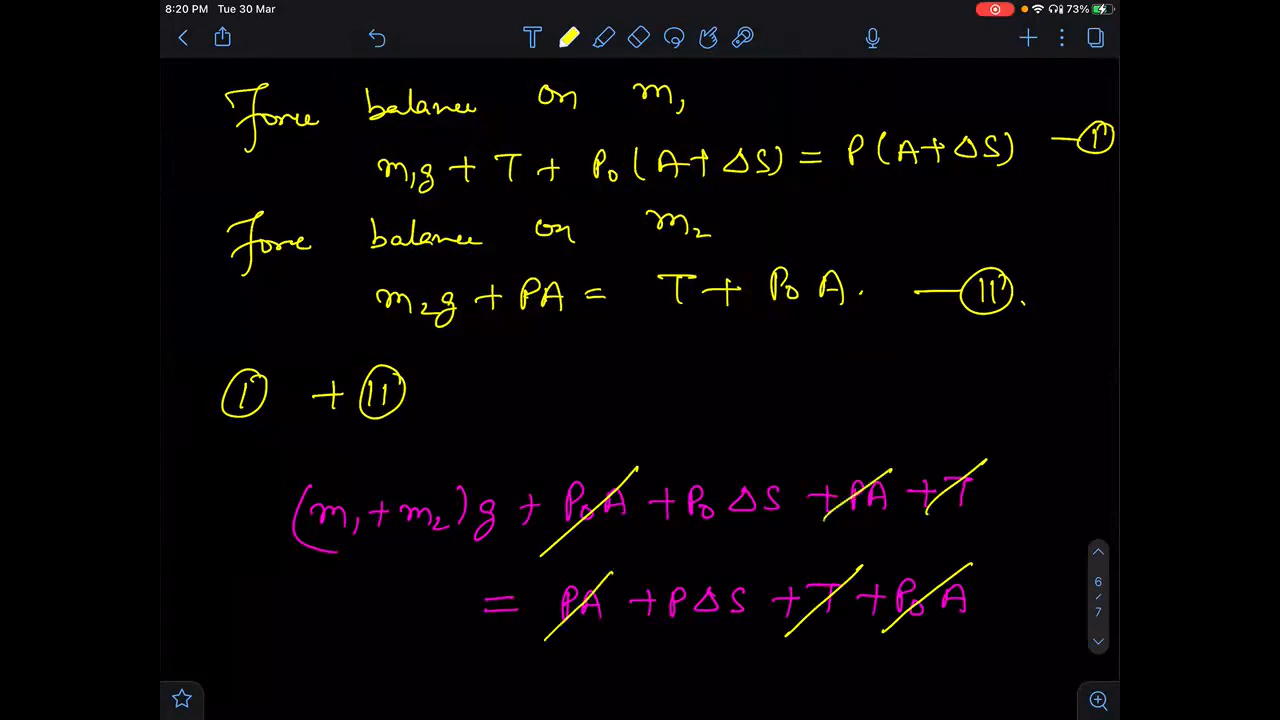 8:20 PM Tue 30 Mar
73%
T
Force balance on m₁
m₁g + T + P₀(A+ΔS) = P(A+ΔS) —(I)
Force balance on m₂
m₂g + PA = T + P₀A. —(II).
(I) + (II)
(m₁+m₂)g + P₀A + P₀ΔS + PA + T
= PA + PΔS + T + P₀A
6
/
7